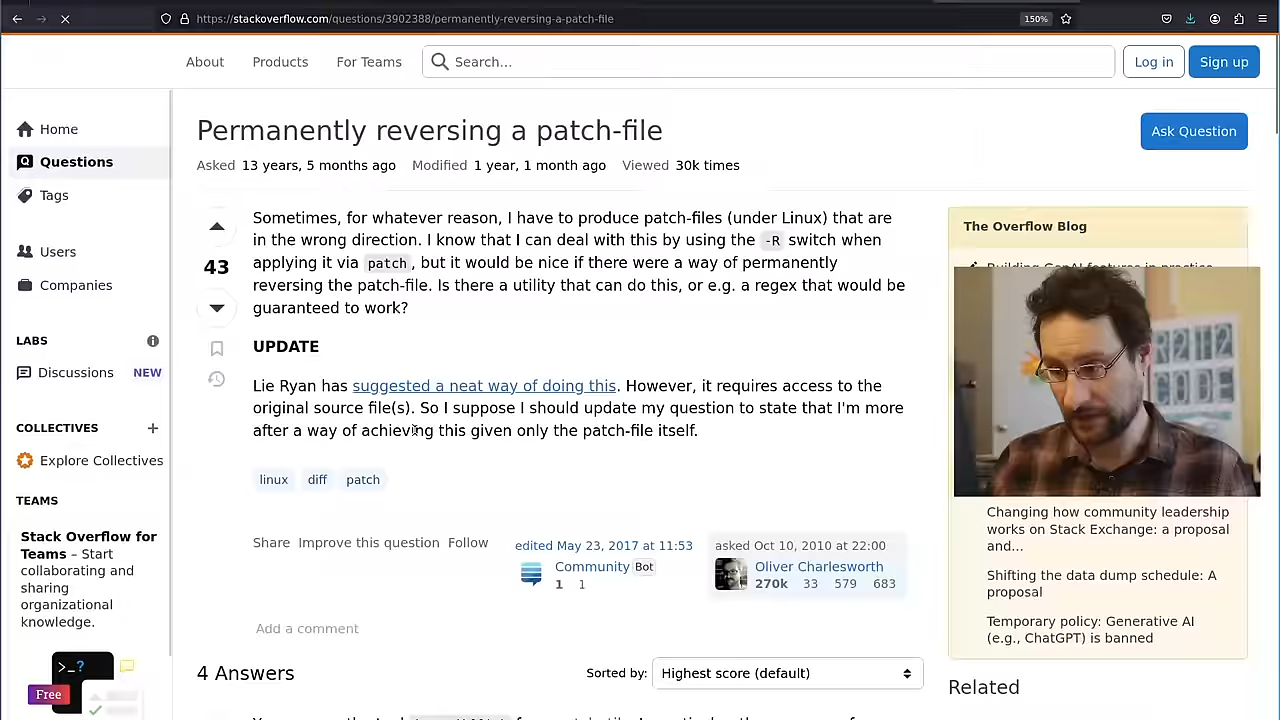 https://stackoverflow.com/questions/3902388/permanently-reversing-a-patch-file
150%
About
Products
For Teams
Search…
Log in
Sign up
Home
Questions
Tags
Users
Companies
LABS
Discussions
NEW
COLLECTIVES
Explore Collectives
TEAMS
Stack Overflow for
Teams – Start
collaborating and
sharing
organizational
knowledge.
>_?
Free
Permanently reversing a patch-file
Ask Question
Asked 13 years, 5 months ago Modified 1 year, 1 month ago Viewed 30k times
43
Sometimes, for whatever reason, I have to produce patch-files (under Linux) that are
in the wrong direction. I know that I can deal with this by using the -R switch when
applying it via patch, but it would be nice if there were a way of permanently
reversing the patch-file. Is there a utility that can do this, or e.g. a regex that would be
guaranteed to work?
UPDATE
Lie Ryan has suggested a neat way of doing this. However, it requires access to the
original source file(s). So I suppose I should update my question to state that I'm more
after a way of achieving this given only the patch-file itself.
linux diff patch
Share Improve this question Follow
edited May 23, 2017 at 11:53
Community Bot
1 1
asked Oct 10, 2010 at 22:00
Oliver Charlesworth
270k 33 579 683
Add a comment
4 Answers
Sorted by:
Highest score (default)
The Overflow Blog
Building GenAI features in practice
Changing how community leadership
works on Stack Exchange: a proposal
and…
Shifting the data dump schedule: A
proposal
Temporary policy: Generative AI
(e.g., ChatGPT) is banned
Related